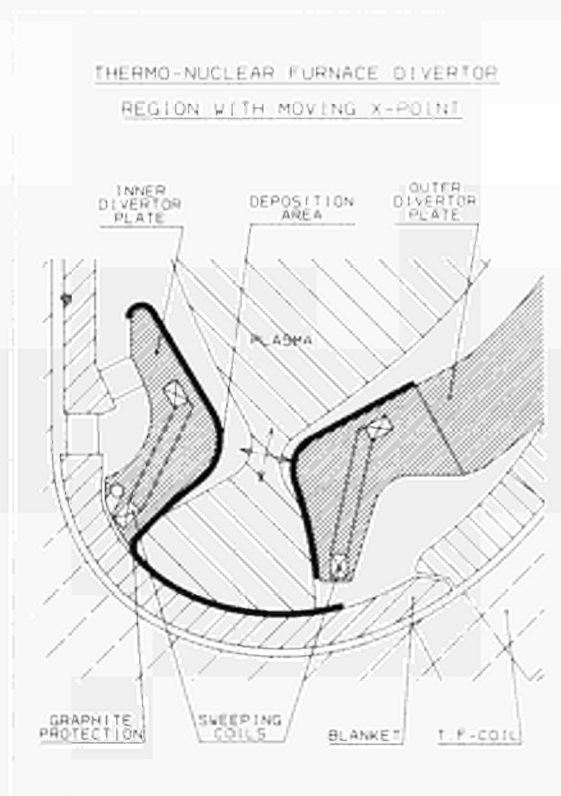 THERMO-NUCLEAR FURNACE DIVERTOR
REGION WITH MOVING X-POINT
INNER
DIVERTOR
PLATE
DEPOSITION
AREA
OUTER
DIVERTOR
PLATE
PLASMA
GRAPHITE
PROTECTION
SWEEPING
COILS
BLANKET
T.F-COIL